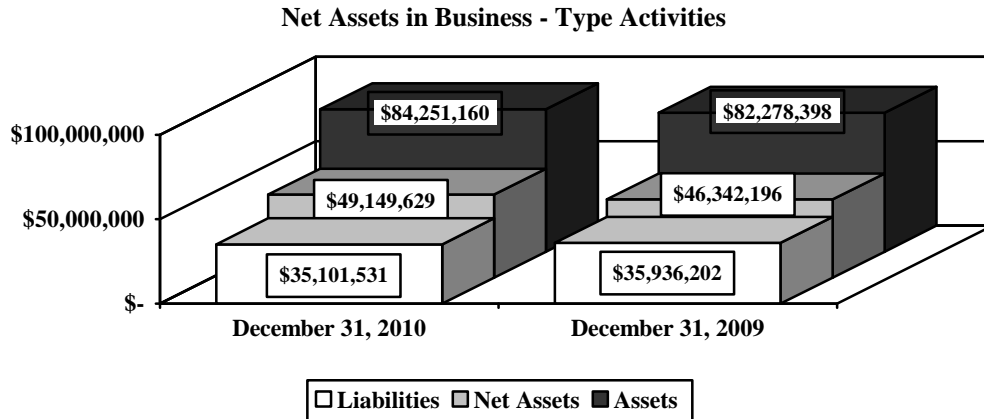 Net Assets in Business - Type Activities
$100,000,000
$50,000,000
$-
$84,251,160
$82,278,398
$49,149,629
$46,342,196
$35,101,531
$35,936,202
December 31, 2010
December 31, 2009
Liabilities
Net Assets
Assets